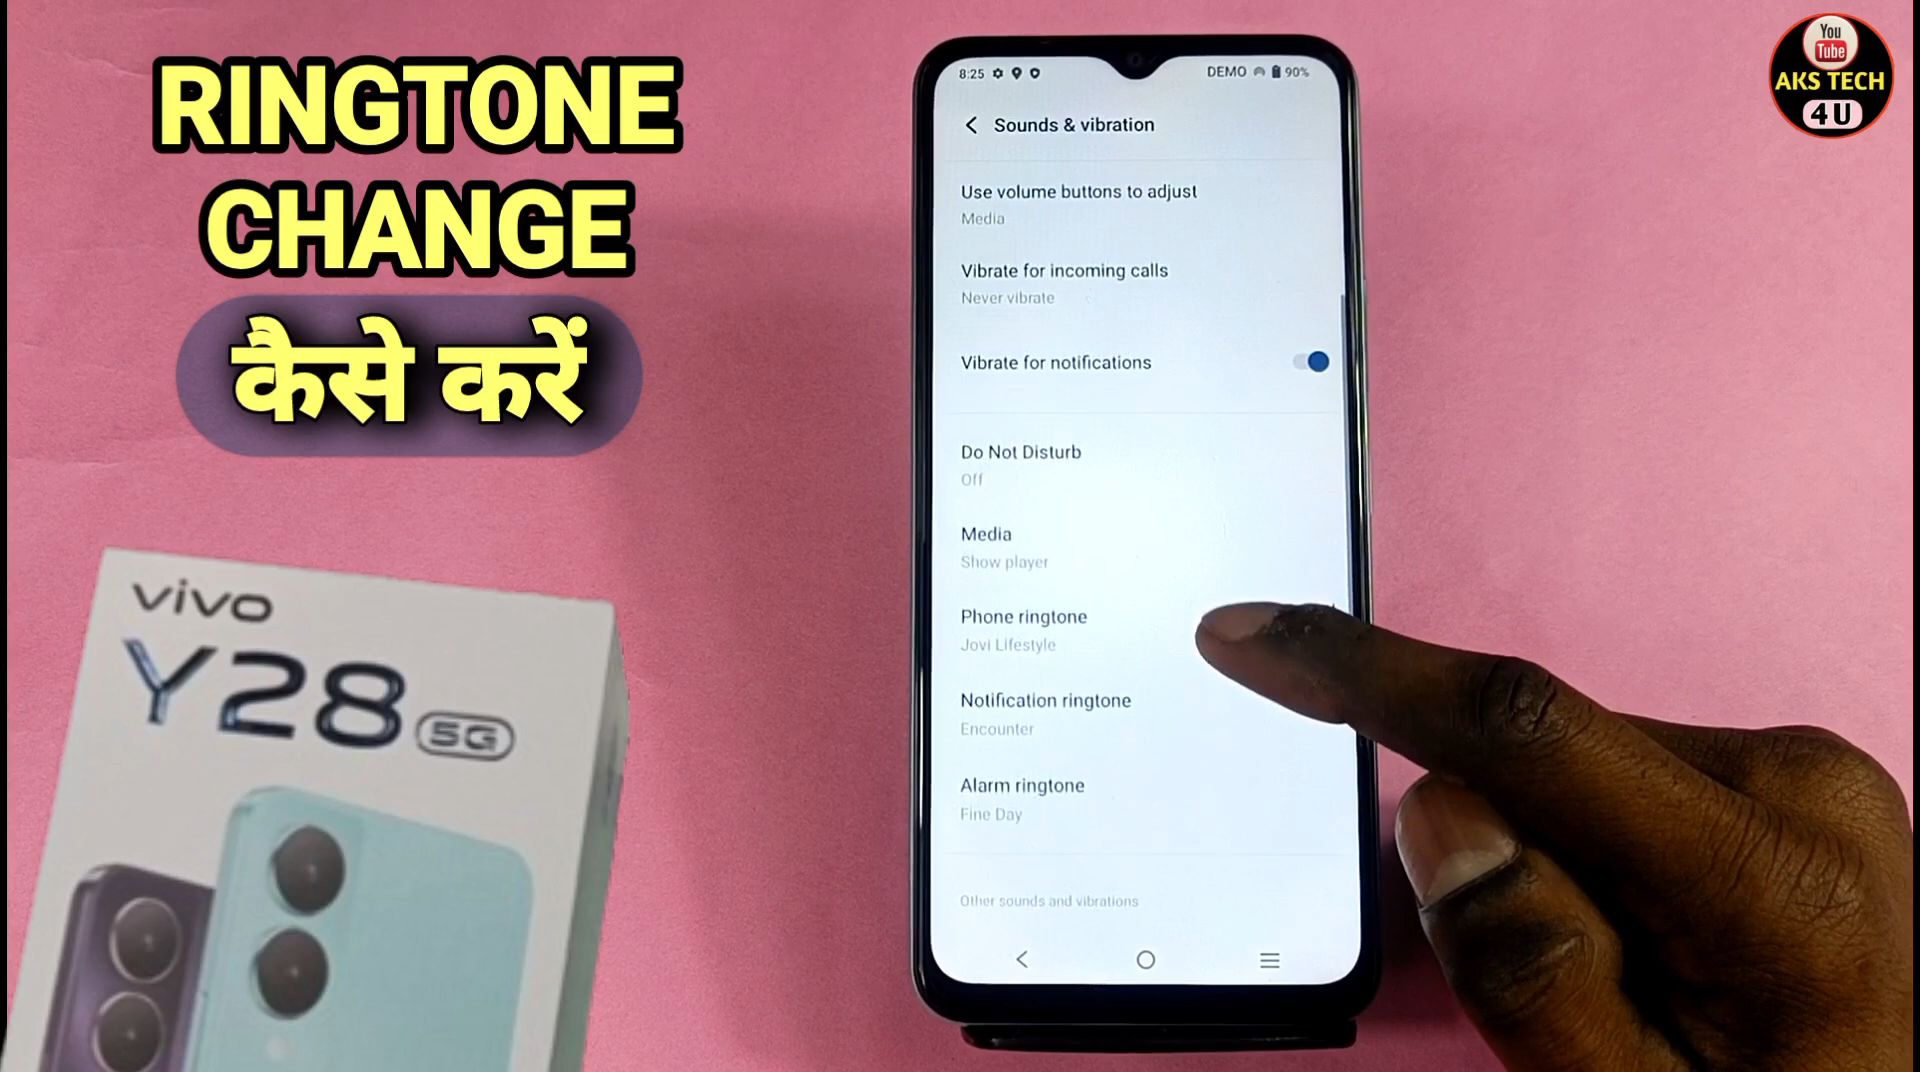 RINGTONE
CHANGE
कैसे करें
You
Tube
AKS TECH
4U
8:25
DEMO
90%
Sounds & vibration
Use volume buttons to adjust
Media
Vibrate for incoming calls
Never vibrate
Vibrate for notifications
Do Not Disturb
Off
Media
Show player
Phone ringtone
Jovi Lifestyle
Notification ringtone
Encounter
Alarm ringtone
Fine Day
Other sounds and vibrations
vivo
Y28 5G